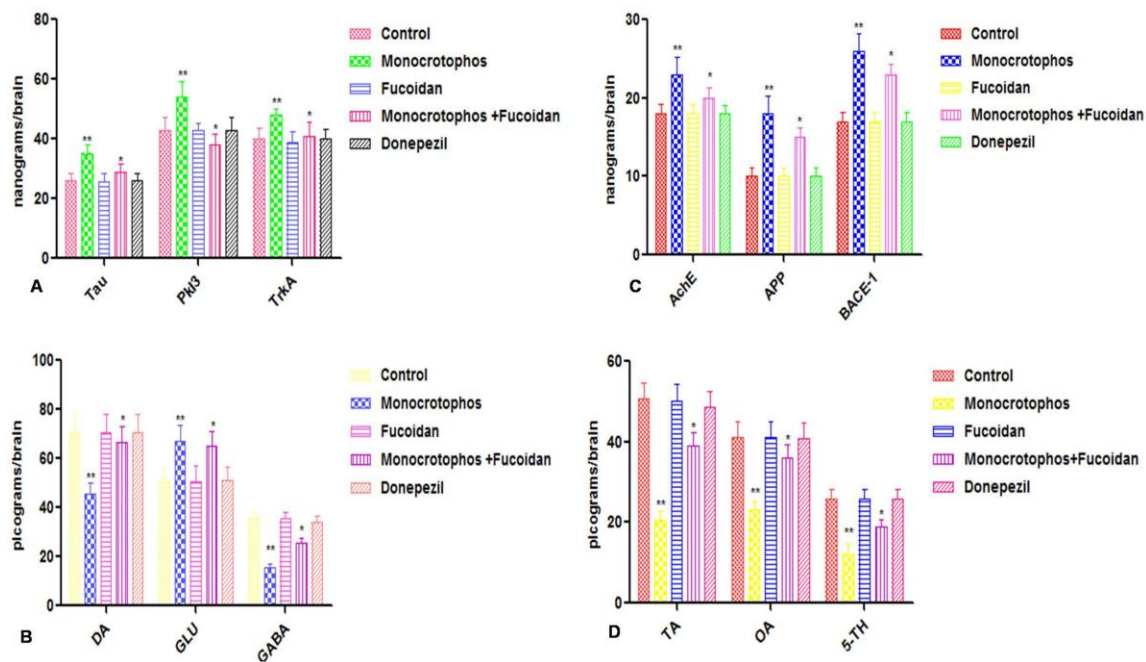 80
60
40
20
0
nanograms/brain
**
*
**
*
**
*
Tau
PkI3
TrkA
A
Control
Monocrotophos
Fucoidan
Monocrotophos +Fucoidan
Donepezil
30
20
10
0
nanograms/brain
**
*
**
*
**
*
AchE
APP
BACE-1
C
Control
Monocrotophos
Fucoidan
Monocrotophos +Fucoidan
Donepezil
100
80
60
40
20
0
picograms/brain
**
*
**
*
**
*
DA
GLU
GABA
B
Control
Monocrotophos
Fucoidan
Monocrotophos +Fucoidan
Donepezil
60
40
20
0
picograms/brain
**
*
**
*
**
*
TA
OA
5-TH
D
Control
Monocrotophos
Fucoidan
Monocrotophos+Fucoidan
Donepezil